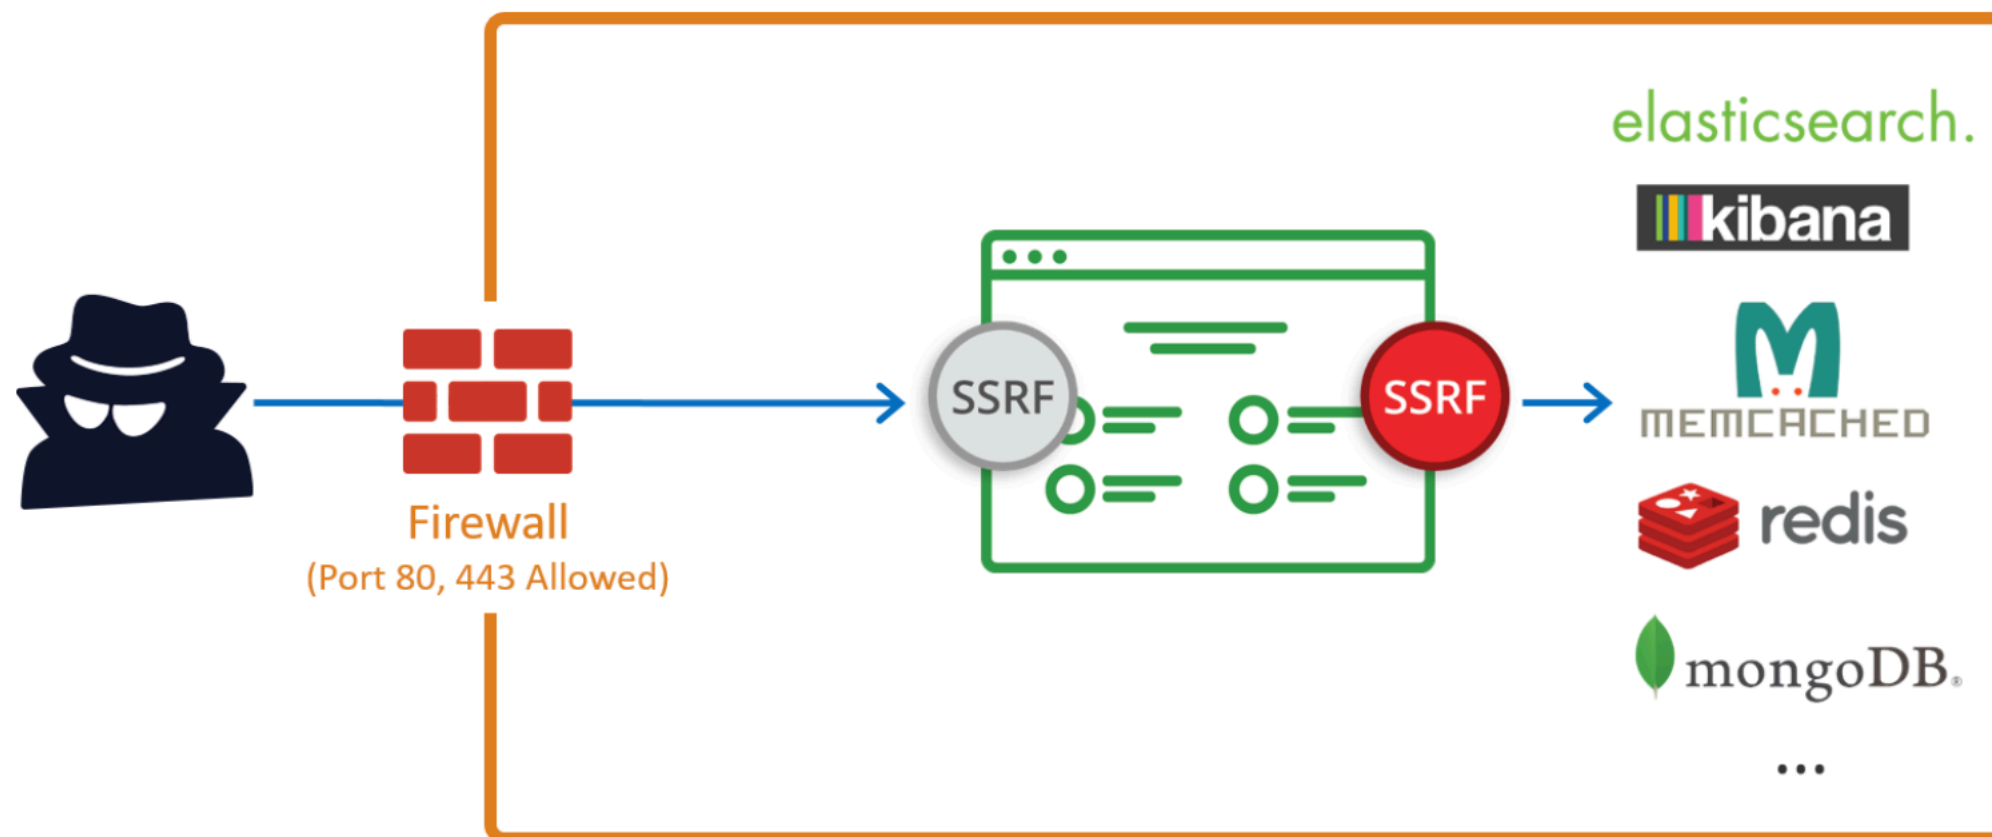 elasticsearch.
kibana
SSRF
SSRF
MEMCACHED
Firewall
(Port 80, 443 Allowed)
redis
mongoDB®
...